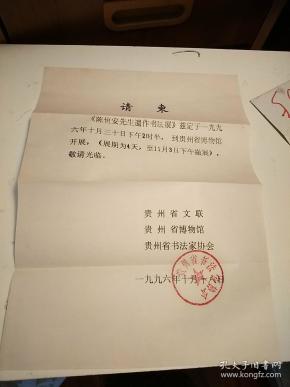 请柬
《陈恒安先生遗作书法展》兹定于一九九
六年十月三十日下午2时半，到贵州省博物馆
开展，（展期为4天，至11月3日下午撤展），
敬请光临。
贵州省文联
贵州省博物馆
贵州省书法家协会
一九九六年十月十八日
孔夫子旧书网